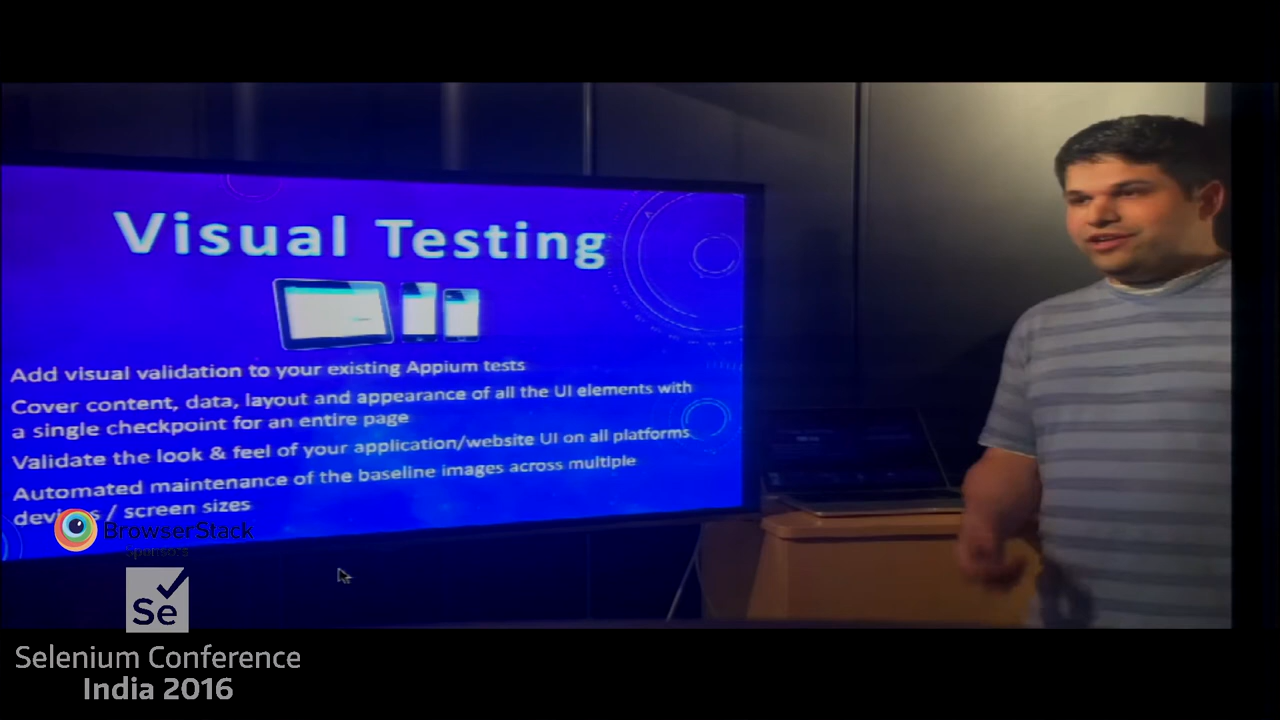 Visual Testing
Add visual validation to your existing Appium tests
Cover content, data, layout and appearance of all the UI elements with
a single checkpoint for an entire page
Validate the look & feel of your application/website UI on all platforms
Automated maintenance of the baseline images across multiple
/ screen sizes
BrowserStack
Sponsors
Se
Selenium Conference
India 2016